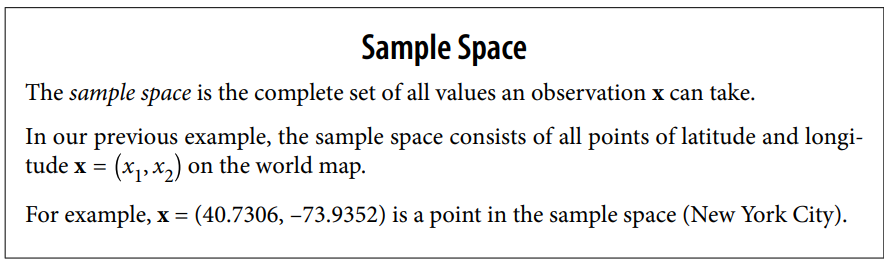 Sample Space
The sample space is the complete set of all values an observation x can take.
In our previous example, the sample space consists of all points of latitude and longi-
tude x = (x₁, x₂) on the world map.
For example, x = (40.7306, –73.9352) is a point in the sample space (New York City).